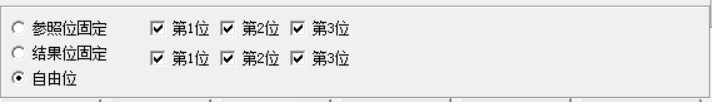 参照位固定 第1位 第2位 第3位
结果位固定 第1位 第2位 第3位
自由位